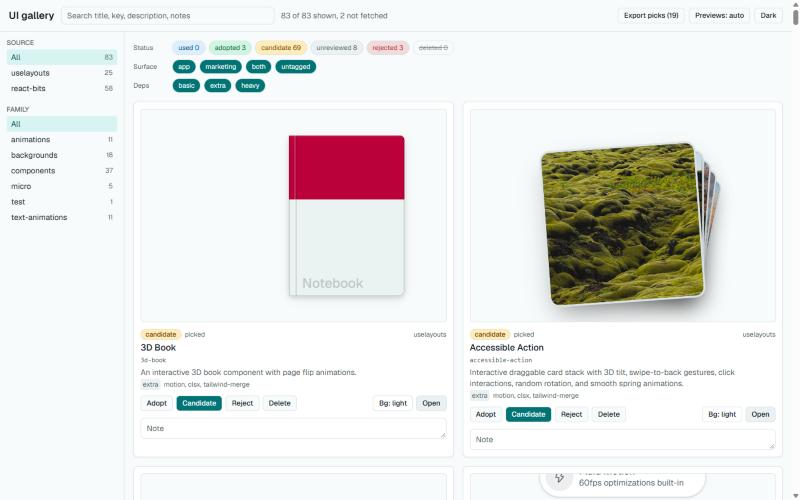 UI gallery
Search title, key, description, notes
83 of 83 shown, 2 not fetched
Export picks (19)
Previews: auto
Dark
SOURCE
All 83
uselayouts 25
react-bits 58
FAMILY
All
animations 11
backgrounds 18
components 37
micro 5
test 1
text-animations 11
Status used 0 adopted 3 candidate 69 unreviewed 8 rejected 3 deleted 0
Surface app marketing both untagged
Deps basic extra heavy
Notebook
candidate picked uselayouts
3D Book
3d-book
An interactive 3D book component with page flip animations.
extra motion, clsx, tailwind-merge
Adopt Candidate Reject Delete Bg: light Open
Note
candidate picked uselayouts
Accessible Action
accessible-action
Interactive draggable card stack with 3D tilt, swipe-to-back gestures, click
interactions, random rotation, and smooth spring animations.
extra motion, clsx, tailwind-merge
Adopt Candidate Reject Delete Bg: light Open
Note
60fps optimizations built-in